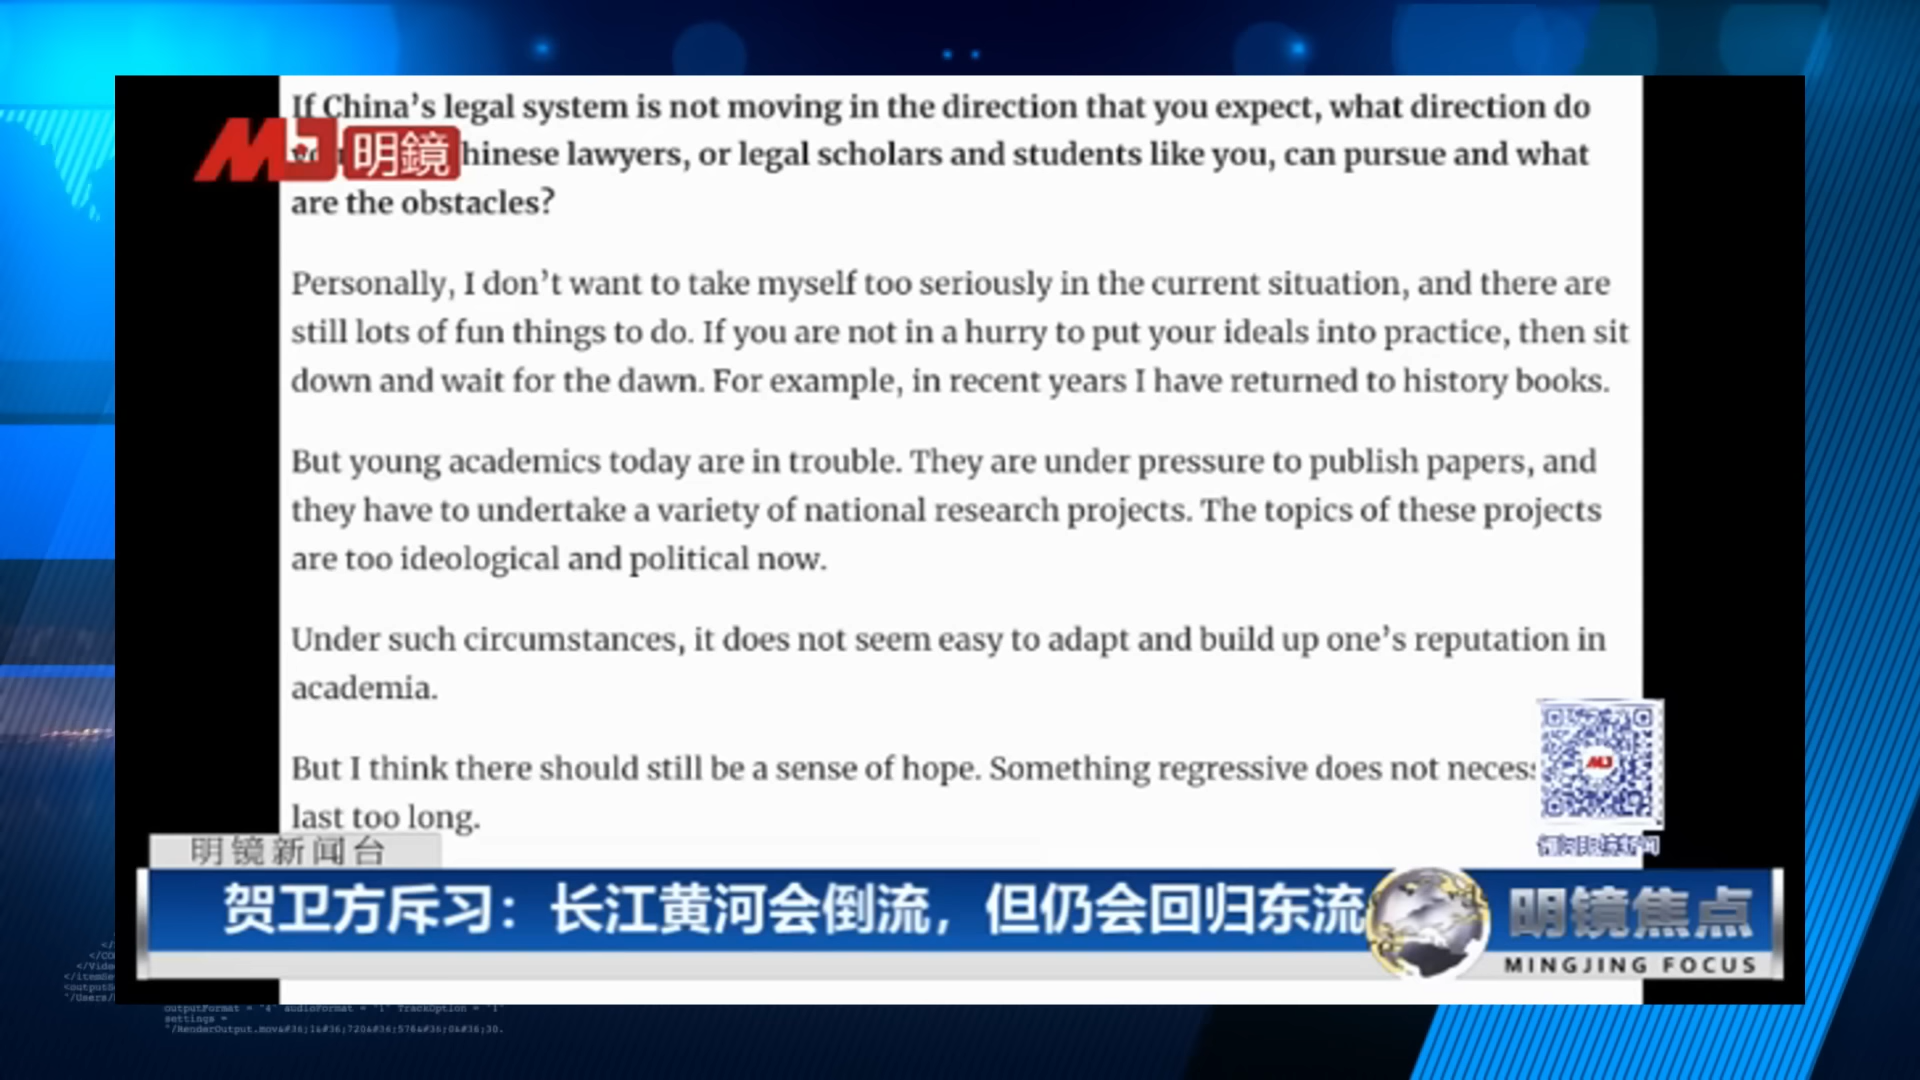 If China’s legal system is not moving in the direction that you expect, what direction do
明鏡 hinese lawyers, or legal scholars and students like you, can pursue and what
are the obstacles?
Personally, I don’t want to take myself too seriously in the current situation, and there are
still lots of fun things to do. If you are not in a hurry to put your ideals into practice, then sit
down and wait for the dawn. For example, in recent years I have returned to history books.
But young academics today are in trouble. They are under pressure to publish papers, and
they have to undertake a variety of national research projects. The topics of these projects
are too ideological and political now.
Under such circumstances, it does not seem easy to adapt and build up one’s reputation in
academia.
But I think there should still be a sense of hope. Something regressive does not necess
last too long.
明镜新闻台
贺卫方斥习：长江黄河会倒流，但仍会回归东流
明镜焦点
MINGJING FOCUS
outputFormat = "4" audioFormat = "1" TrackOption = "1"
settings =